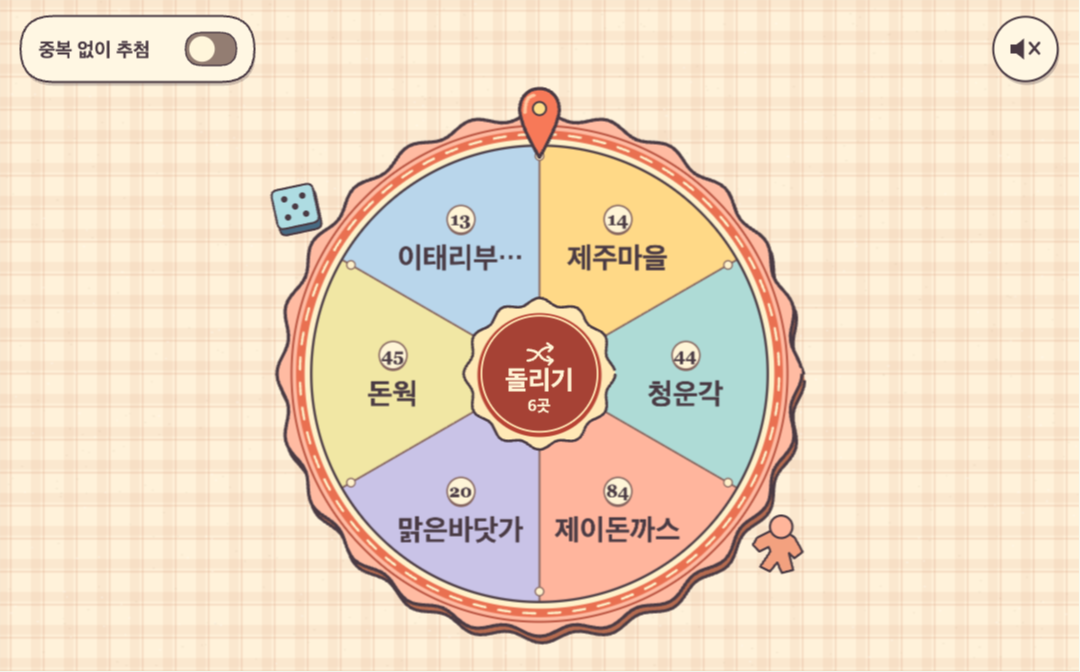 중복 없이 추첨
13
이태리부…
14
제주마을
45
돈웍
44
청운각
돌리기
6곳
20
맑은바닷가
84
제이돈까스